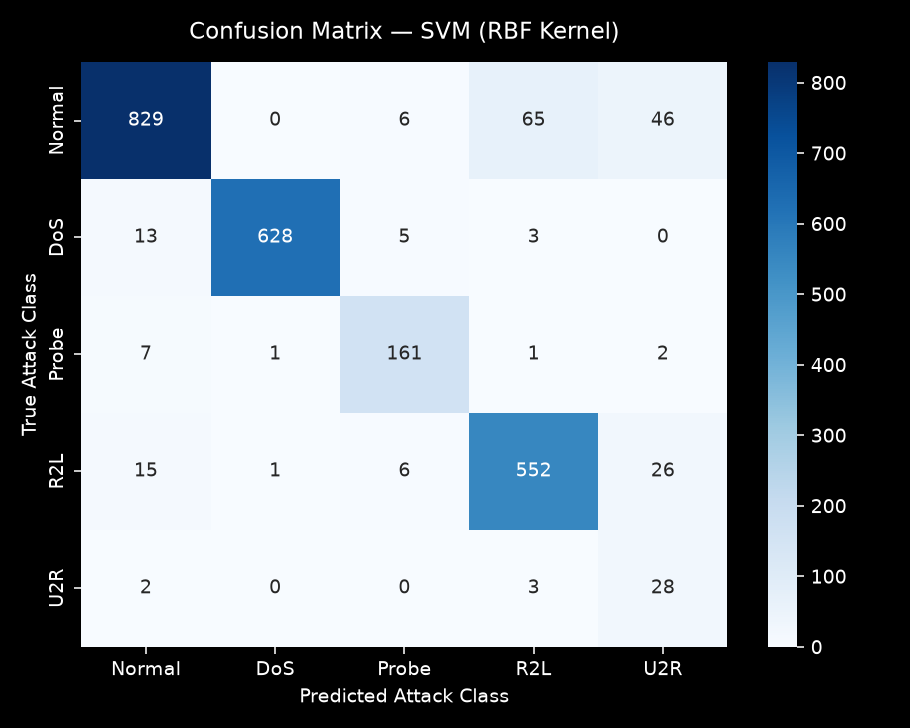 Confusion Matrix — SVM (RBF Kernel)
True Attack Class
Normal 829 0 6 65 46
DoS 13 628 5 3 0
Probe 7 1 161 1 2
R2L 15 1 6 552 26
U2R 2 0 0 3 28
Normal DoS Probe R2L U2R
Predicted Attack Class
800
700
600
500
400
300
200
100
0